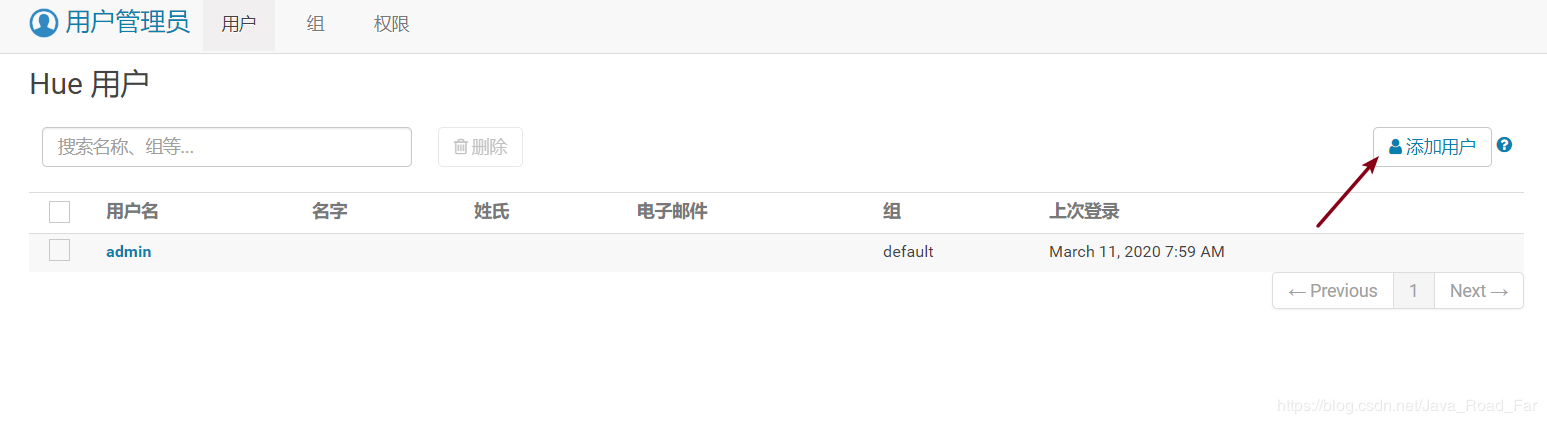 用户管理员 用户 组 权限
Hue 用户
搜索名称、组等... 删除 添加用户 ?
用户名 名字 姓氏 电子邮件 组 上次登录
admin default March 11, 2020 7:59 AM
← Previous 1 Next →
https://blog.csdn.net/Java_Road_Far